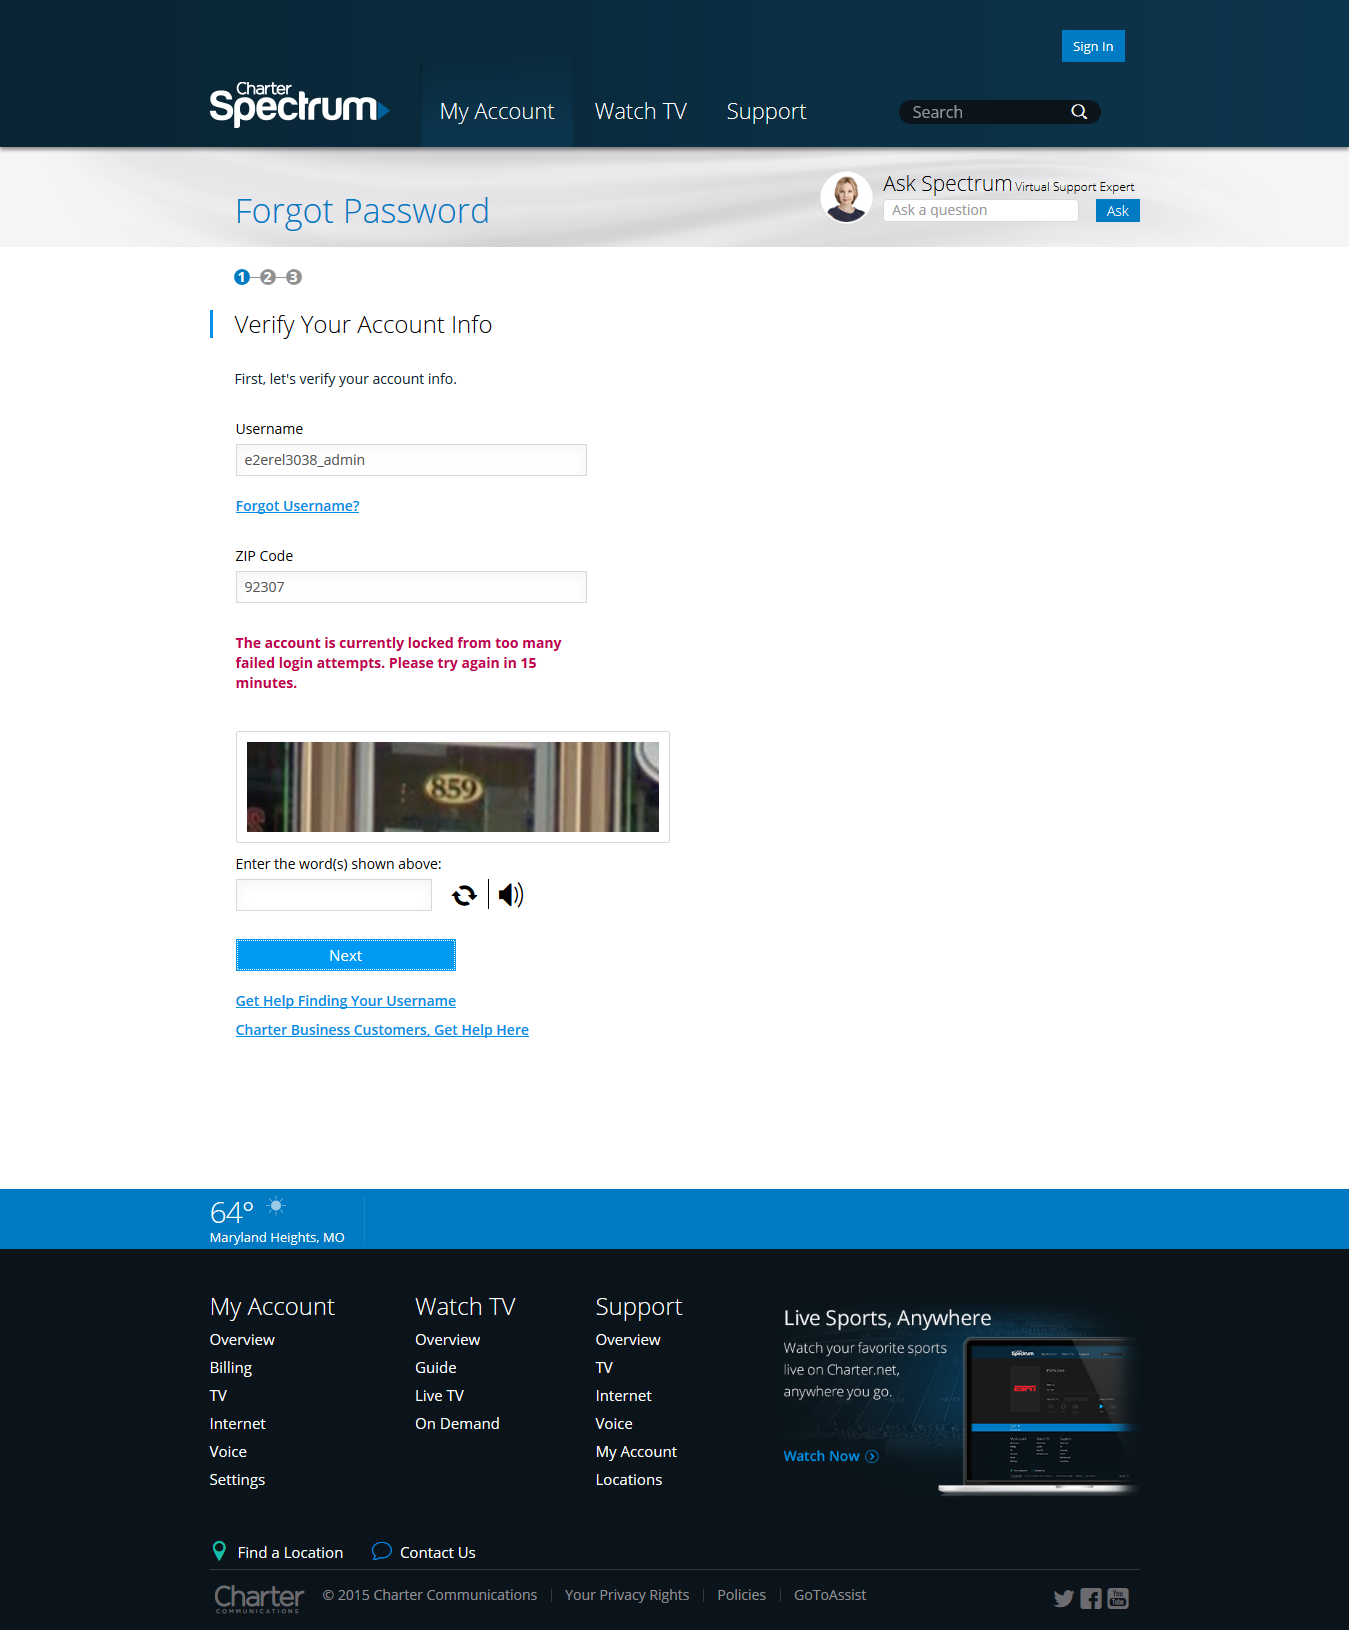 Sign In
Charter
Spectrum
My Account
Watch TV
Support
Search
Forgot Password
Ask Spectrum Virtual Support Expert
Ask a question
Ask
1 2 3
Verify Your Account Info
First, let's verify your account info.
Username
e2erel3038_admin
Forgot Username?
ZIP Code
92307
The account is currently locked from too many
failed login attempts. Please try again in 15
minutes.
859
Enter the word(s) shown above:
Next
Get Help Finding Your Username
Charter Business Customers, Get Help Here
64°
Maryland Heights, MO
My Account
Overview
Billing
TV
Internet
Voice
Settings
Watch TV
Overview
Guide
Live TV
On Demand
Support
Overview
TV
Internet
Voice
My Account
Locations
Live Sports, Anywhere
Watch your favorite sports
live on Charter.net,
anywhere you go.
Watch Now
Spectrum
ESPN
Find a Location
Contact Us
Charter
COMMUNICATIONS
© 2015 Charter Communications
Your Privacy Rights
Policies
GoToAssist
You
Tube